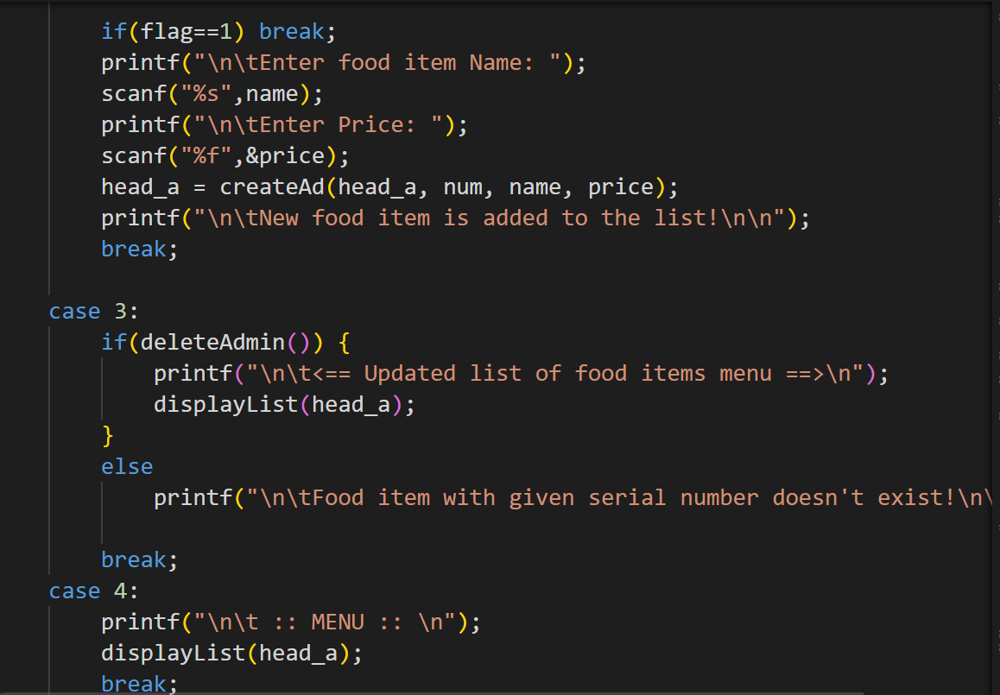 if(flag==1) break;
printf("\n\tEnter food item Name: ");
scanf("%s",name);
printf("\n\tEnter Price: ");
scanf("%f",&price);
head_a = createAd(head_a, num, name, price);
printf("\n\tNew food item is added to the list!\n\n");
break;
case 3:
if(deleteAdmin()) {
printf("\n\t<== Updated list of food items menu ==>\n");
displayList(head_a);
}
else
printf("\n\tFood item with given serial number doesn't exist!\n\
break;
case 4:
printf("\n\t :: MENU :: \n");
displayList(head_a);
break;